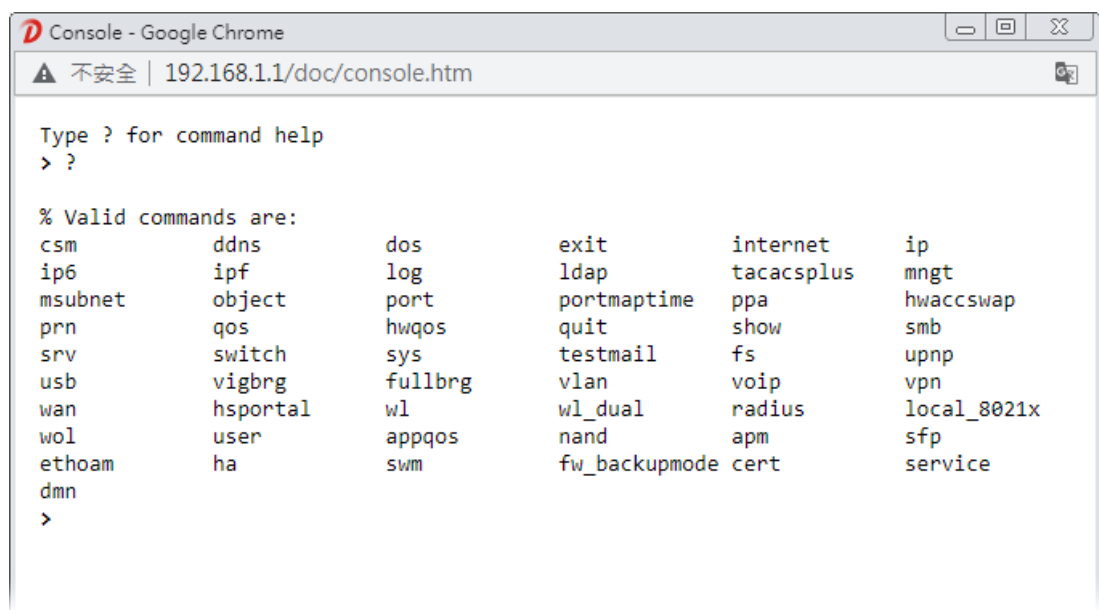 Console - Google Chrome
不安全 | 192.168.1.1/doc/console.htm
Type ? for command help
> ?
% Valid commands are:
csm ddns dos exit internet ip
ip6 ipf log ldap tacacsplus mngt
msubnet object port portmaptime ppa hwaccswap
prn qos hwqos quit show smb
srv switch sys testmail fs upnp
usb vigbrg fullbrg vlan voip vpn
wan hsportal wl wl_dual radius local_8021x
wol user appqos nand apm sfp
ethoam ha swm fw_backupmode cert service
dmn
>